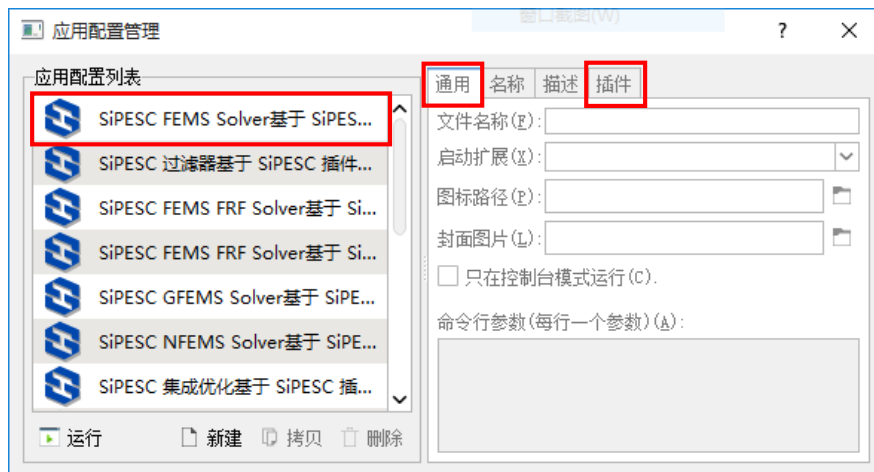 窗口截图(W)
应用配置管理
?
应用配置列表
SiPESC FEMS Solver基于 SiPES...
SiPESC 过滤器基于 SiPESC 插件...
SiPESC FEMS FRF Solver基于 Si...
SiPESC FEMS FRF Solver基于 Si...
SiPESC GFEMS Solver基于 SiPE...
SiPESC NFEMS Solver基于 SiPE...
SiPESC 集成优化基于 SiPESC 插...
运行 新建 拷贝 删除
通用 名称 描述 插件
文件名称(F):
启动扩展(X):
图标路径(P):
封面图片(L):
只在控制台模式运行(C).
命令行参数(每行一个参数)(A):